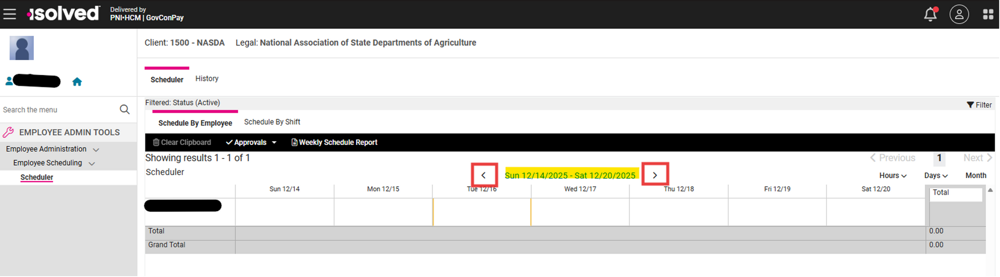 isolved
Delivered by
PNI•HCM | GovConPay
Client: 1500 - NASDA Legal: National Association of State Departments of Agriculture
Scheduler History
Search the menu
EMPLOYEE ADMIN TOOLS
Employee Administration
Employee Scheduling
Scheduler
Filtered: Status (Active) Filter
Schedule By Employee Schedule By Shift
Clear Clipboard Approvals Weekly Schedule Report
Showing results 1 - 1 of 1 Previous 1 Next
Scheduler Sun 12/14/2025 - Sat 12/20/2025 Hours Days Month
Sun 12/14 Mon 12/15 Tue 12/16 Wed 12/17 Thu 12/18 Fri 12/19 Sat 12/20 Total
Total 0.00
Grand Total 0.00